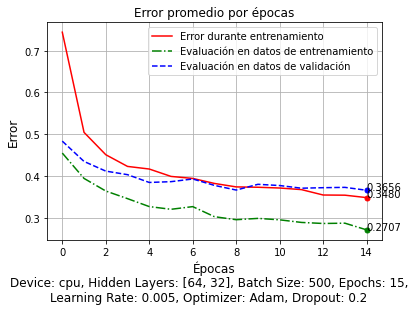 Error promedio por épocas
Error durante entrenamiento
Evaluación en datos de entrenamiento
Evaluación en datos de validación
0.7
0.6
0.5
0.4
0.3
Error
0.3656
0.3480
0.2707
0 2 4 6 8 10 12 14
Épocas
Device: cpu, Hidden Layers: [64, 32], Batch Size: 500, Epochs: 15,
Learning Rate: 0.005, Optimizer: Adam, Dropout: 0.2